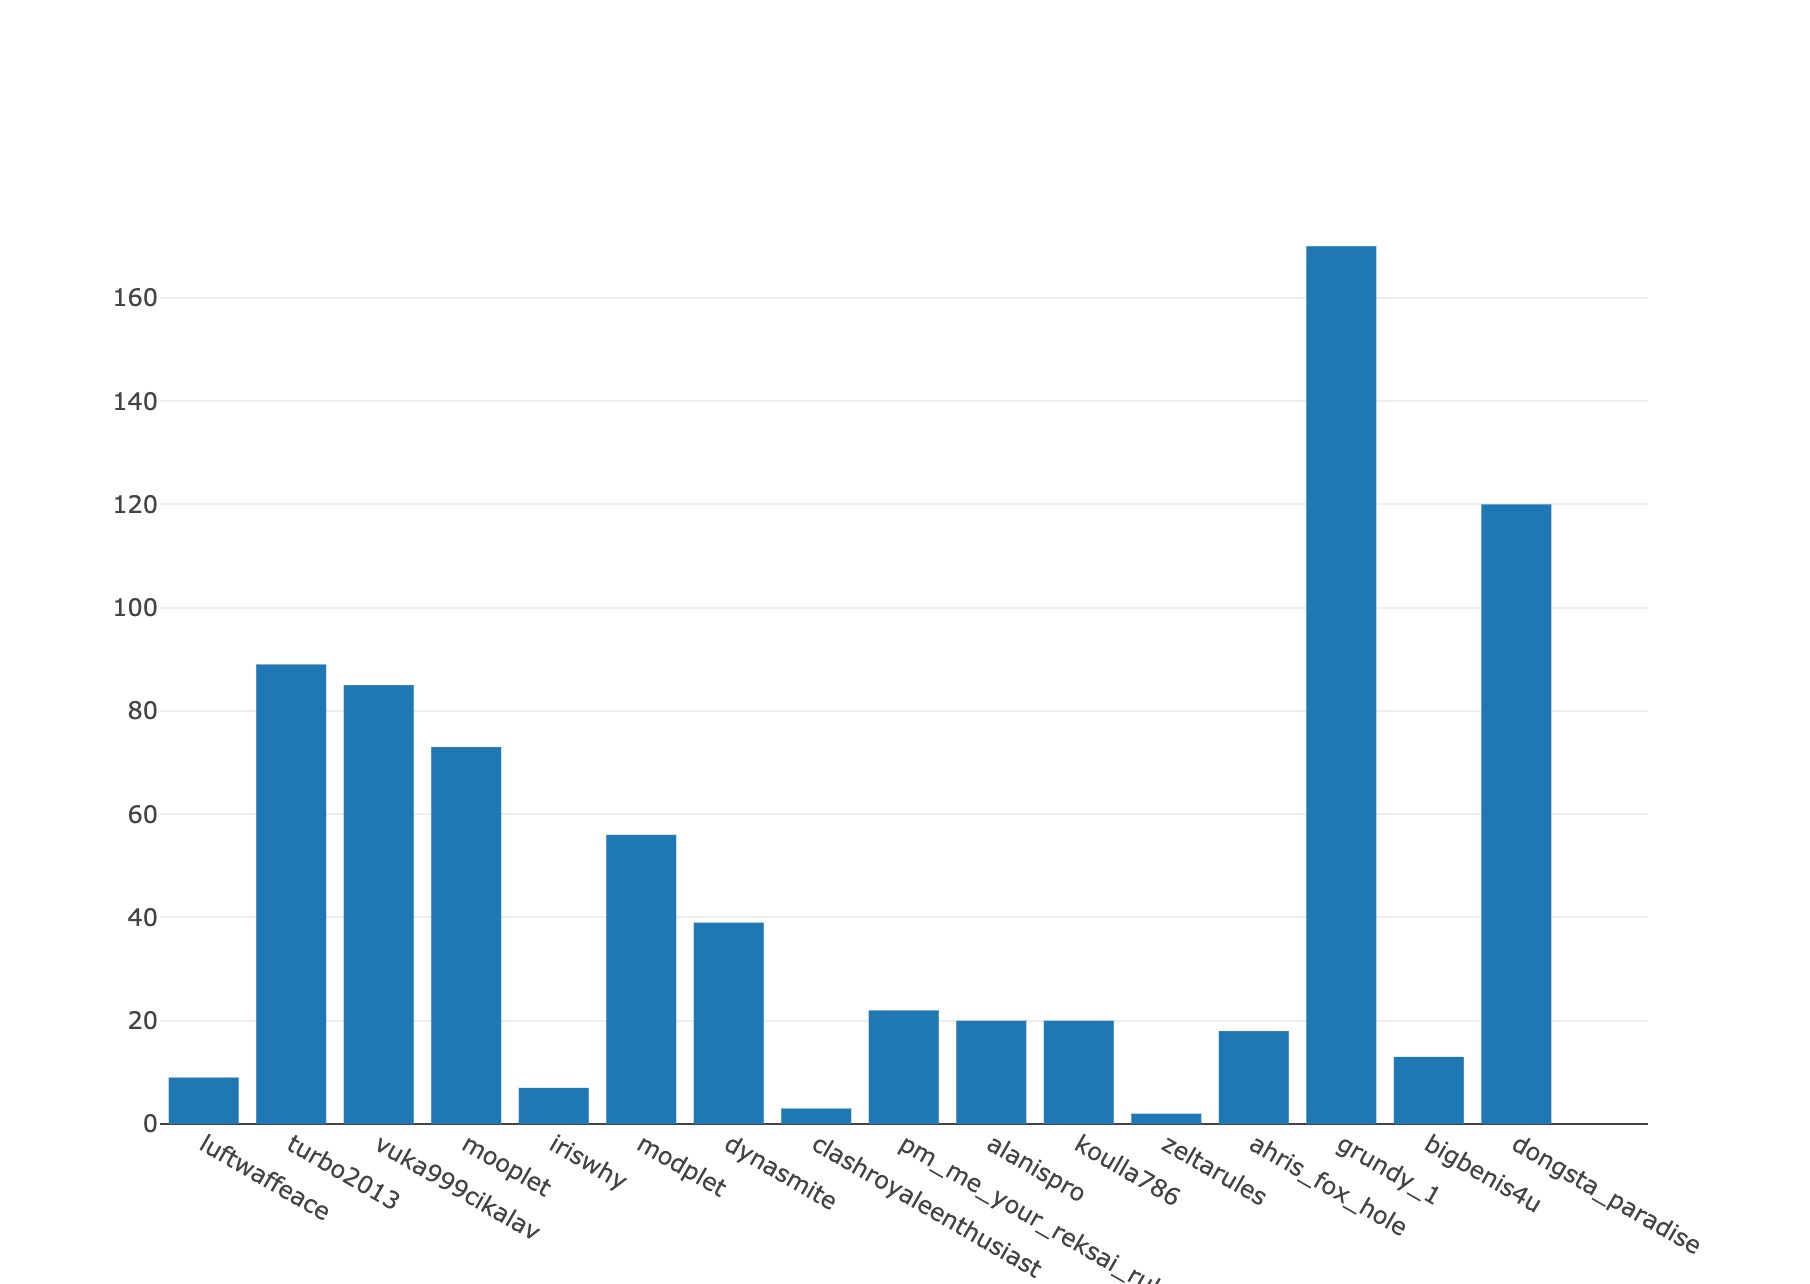 160
140
120
100
80
60
40
20
0
luftwaffeace
turbo2013
vuka999cikalav
mooplet
iriswhy
modplet
dynasmite
clashroyaleenthusiast
pm_me_your_reksai_
alanispro
koulla786
zeltarules
ahris_fox_hole
grundy_1
bigbenis4u
dongsta_paradise